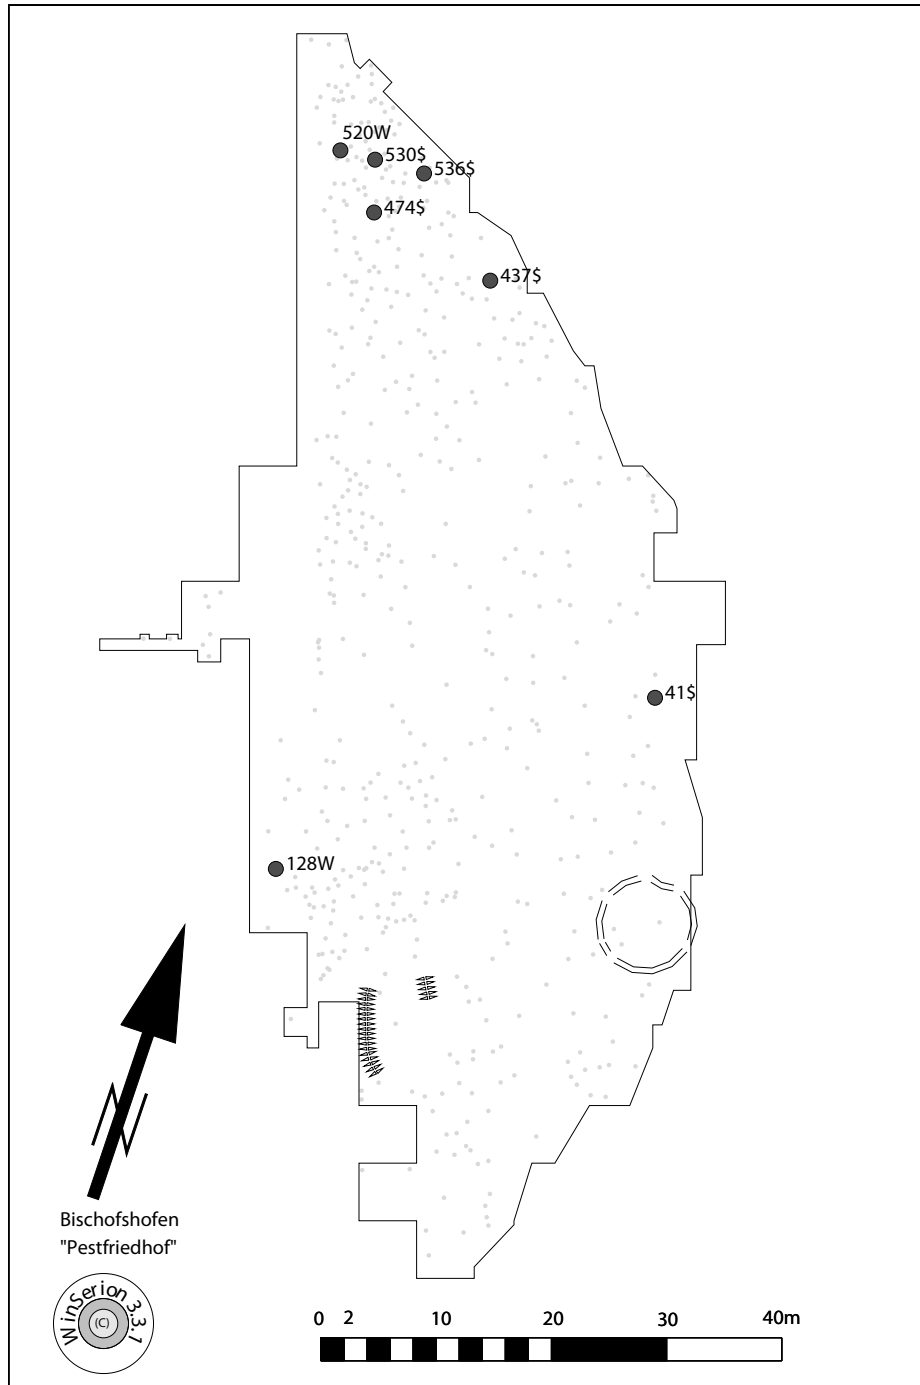 520W
530$
536$
474$
437$
41$
128W
Bischofshofen
"Pestfriedhof"
WinSerion 3.3.1
(C)
0 2 10 20 30 40m